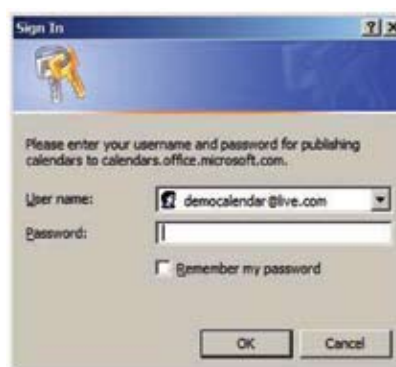 Sign In
Please enter your username and password for publishing
calendars to calendars.office.microsoft.com.
User name: democalendar@live.com
Password:
Remember my password
OK Cancel